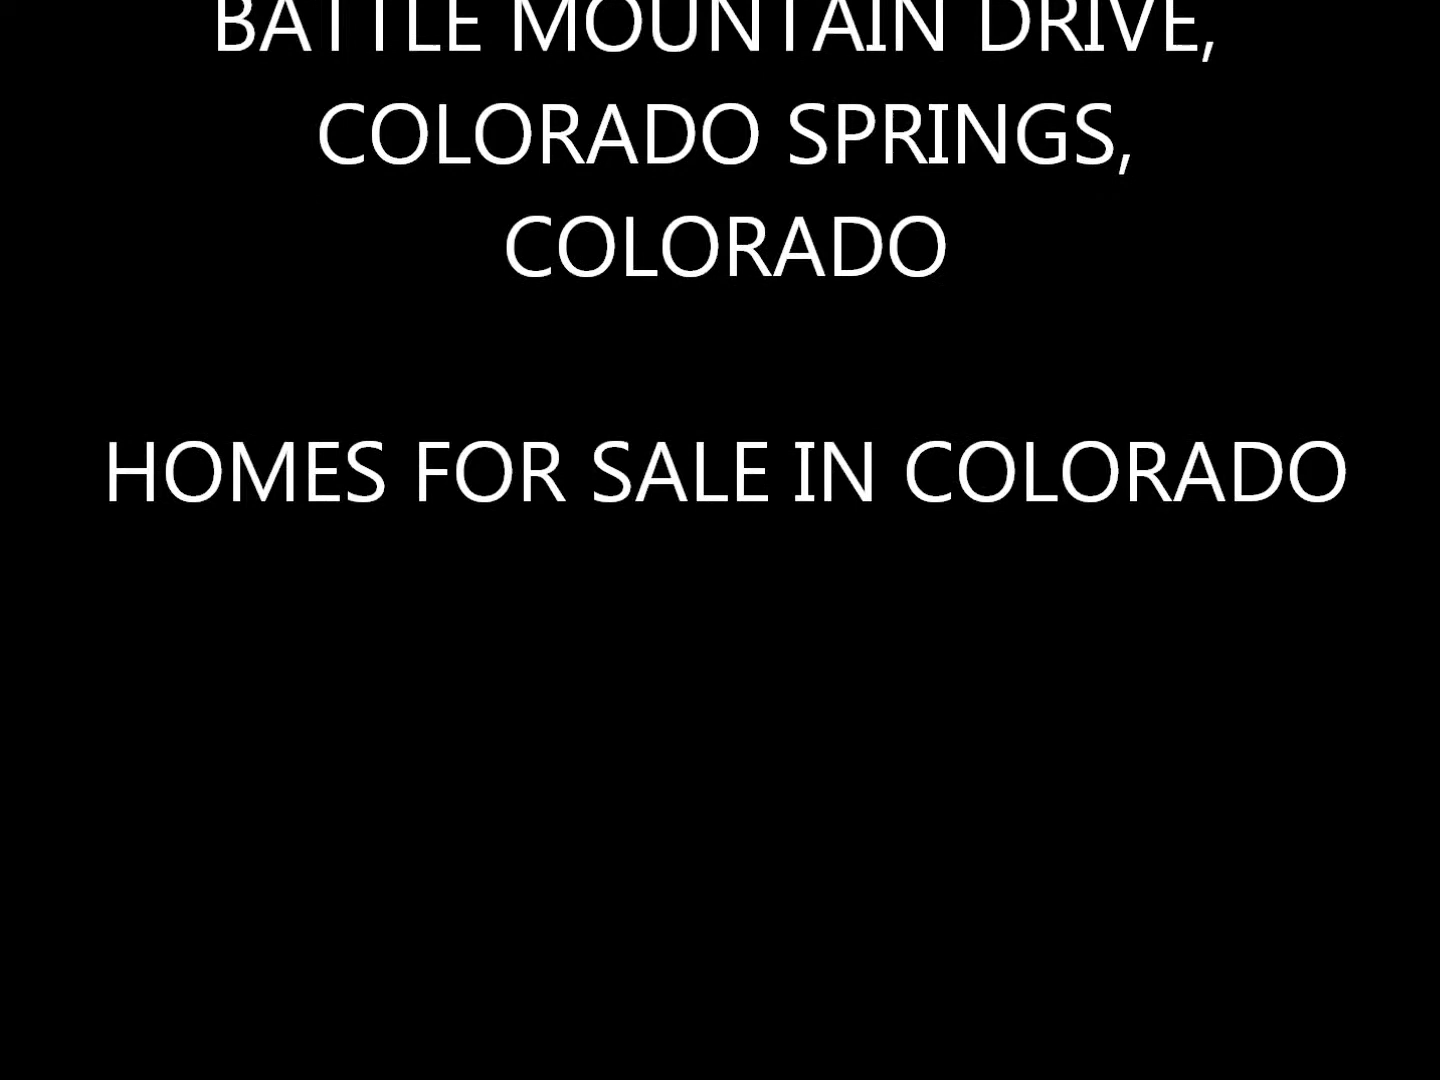 BATTLE MOUNTAIN DRIVE,
COLORADO SPRINGS,
COLORADO
HOMES FOR SALE IN COLORADO